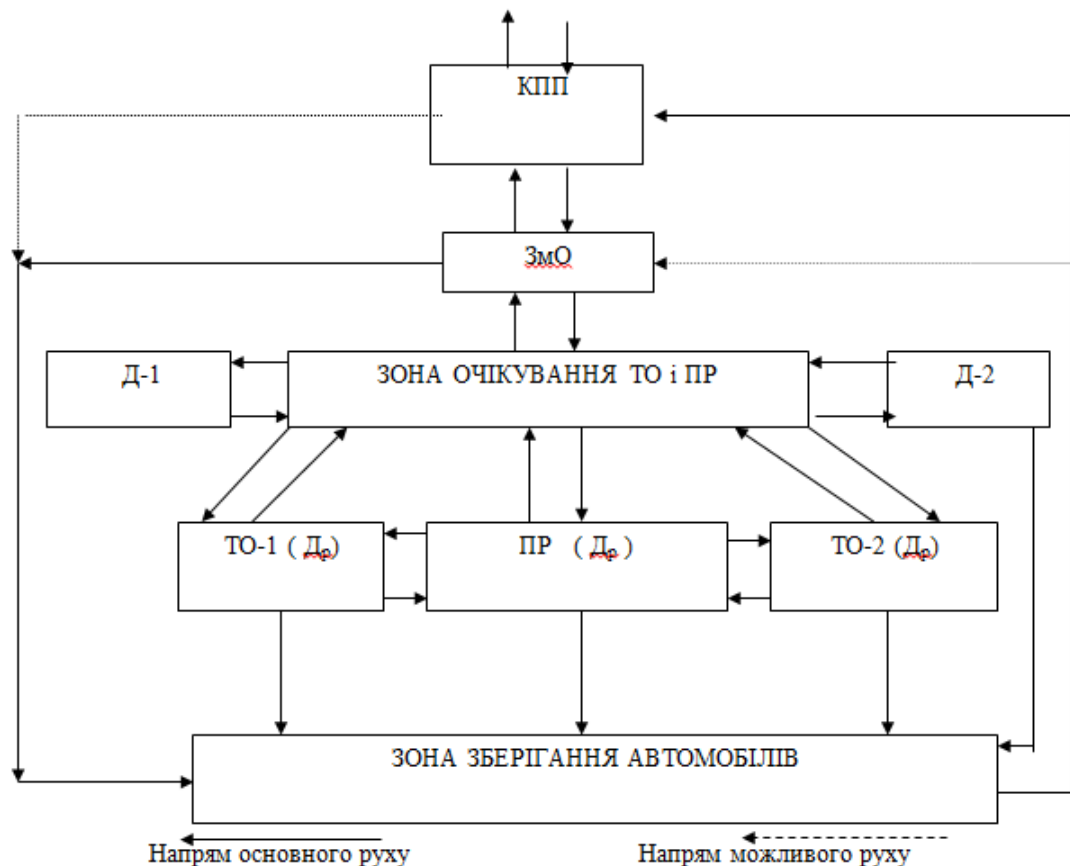 КПП
ЗмО
Д-1
ЗОНА ОЧІКУВАННЯ ТО і ПР
Д-2
ТО-1 ( Др)
ПР ( Др )
ТО-2 (Др)
ЗОНА ЗБЕРІГАННЯ АВТОМОБІЛІВ
Напрям основного руху
Напрям можливого руху